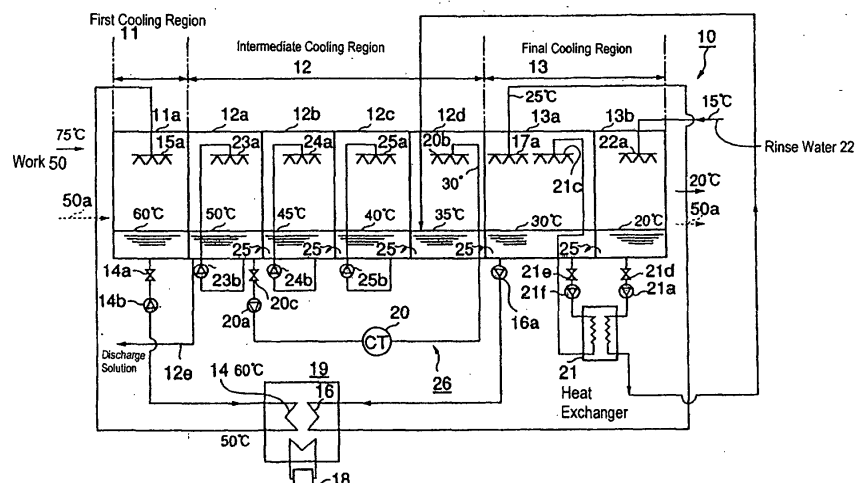 First Cooling Region
11
Intermediate Cooling Region
12
Final Cooling Region
13
10
11a
12a
12b
12c
12d
13a
13b
25℃
15℃
75℃
Work 50
15a
23a
24a
25a
20b
17a
21c
22a
Rinse Water 22
30°
20℃
50a
50a
60℃
50℃
45℃
40℃
35℃
30℃
20℃
25
25
25
25
14a
23b
24b
25b
21e
21d
14b
20c
20a
21f
21a
16a
20
CT
26
21
Heat
Exchanger
Discharge
Solution
12e
19
14
60℃
16
50℃
18